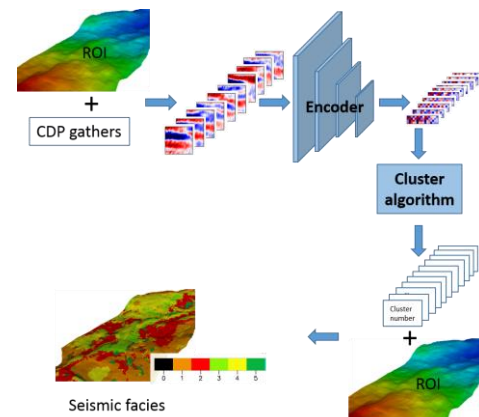 ROI
+
CDP gathers
Encoder
Cluster
algorithm
Cluster
number
+
ROI
0 1 2 3 4 5
Seismic facies